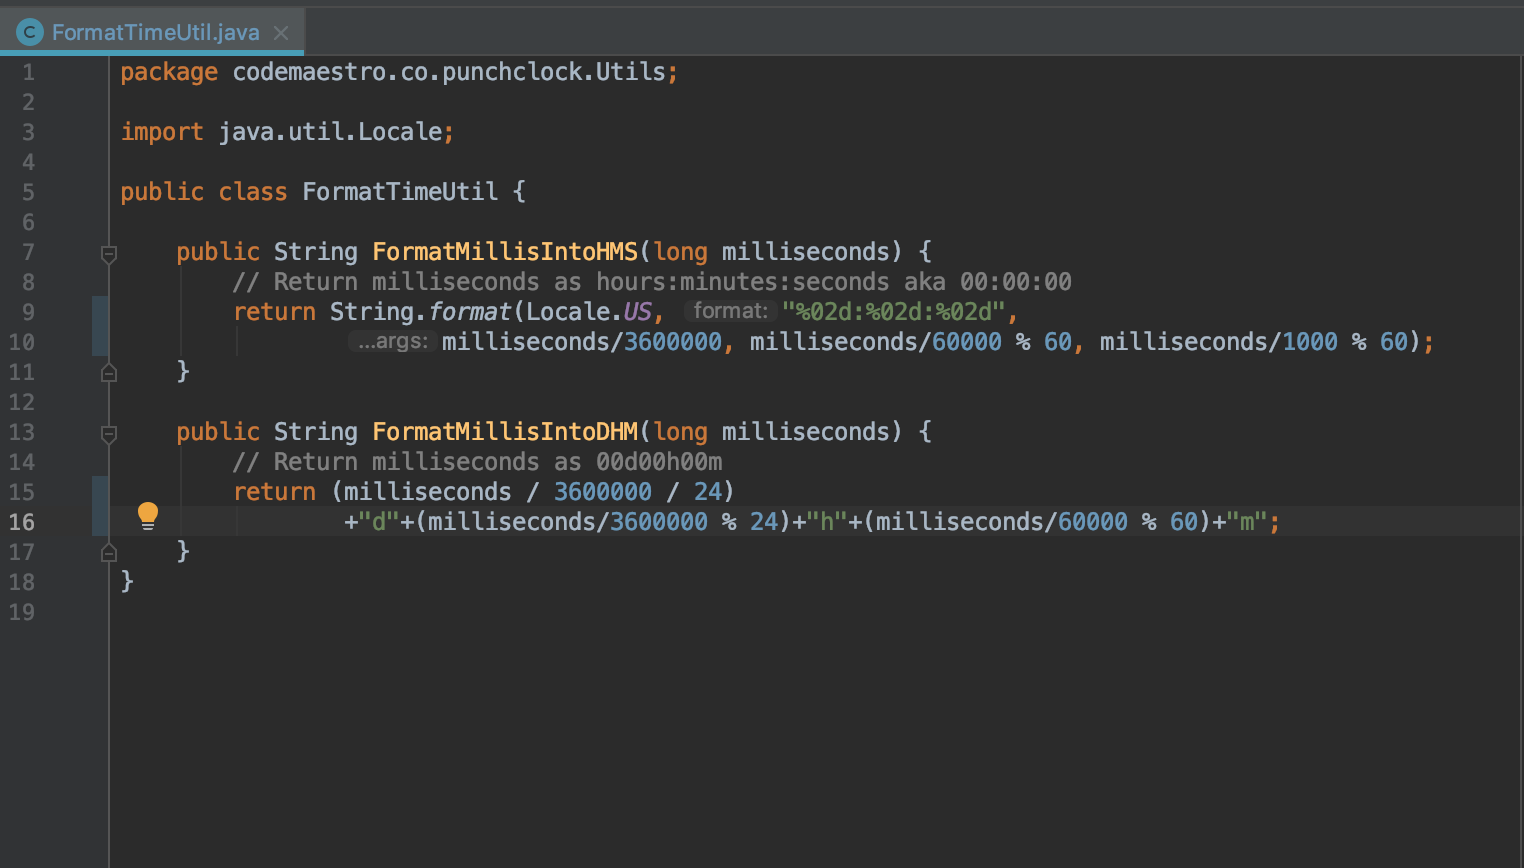 FormatTimeUtil.java
1 package codemaestro.co.punchclock.Utils;
2
3 import java.util.Locale;
4
5 public class FormatTimeUtil {
6
7 public String FormatMillisIntoHMS(long milliseconds) {
8 // Return milliseconds as hours:minutes:seconds aka 00:00:00
9 return String.format(Locale.US, format: "%02d:%02d:%02d",
10 ...args: milliseconds/3600000, milliseconds/60000 % 60, milliseconds/1000 % 60);
11 }
12
13 public String FormatMillisIntoDHM(long milliseconds) {
14 // Return milliseconds as 00d00h00m
15 return (milliseconds / 3600000 / 24)
16 +"d"+(milliseconds/3600000 % 24)+"h"+(milliseconds/60000 % 60)+"m";
17 }
18 }
19